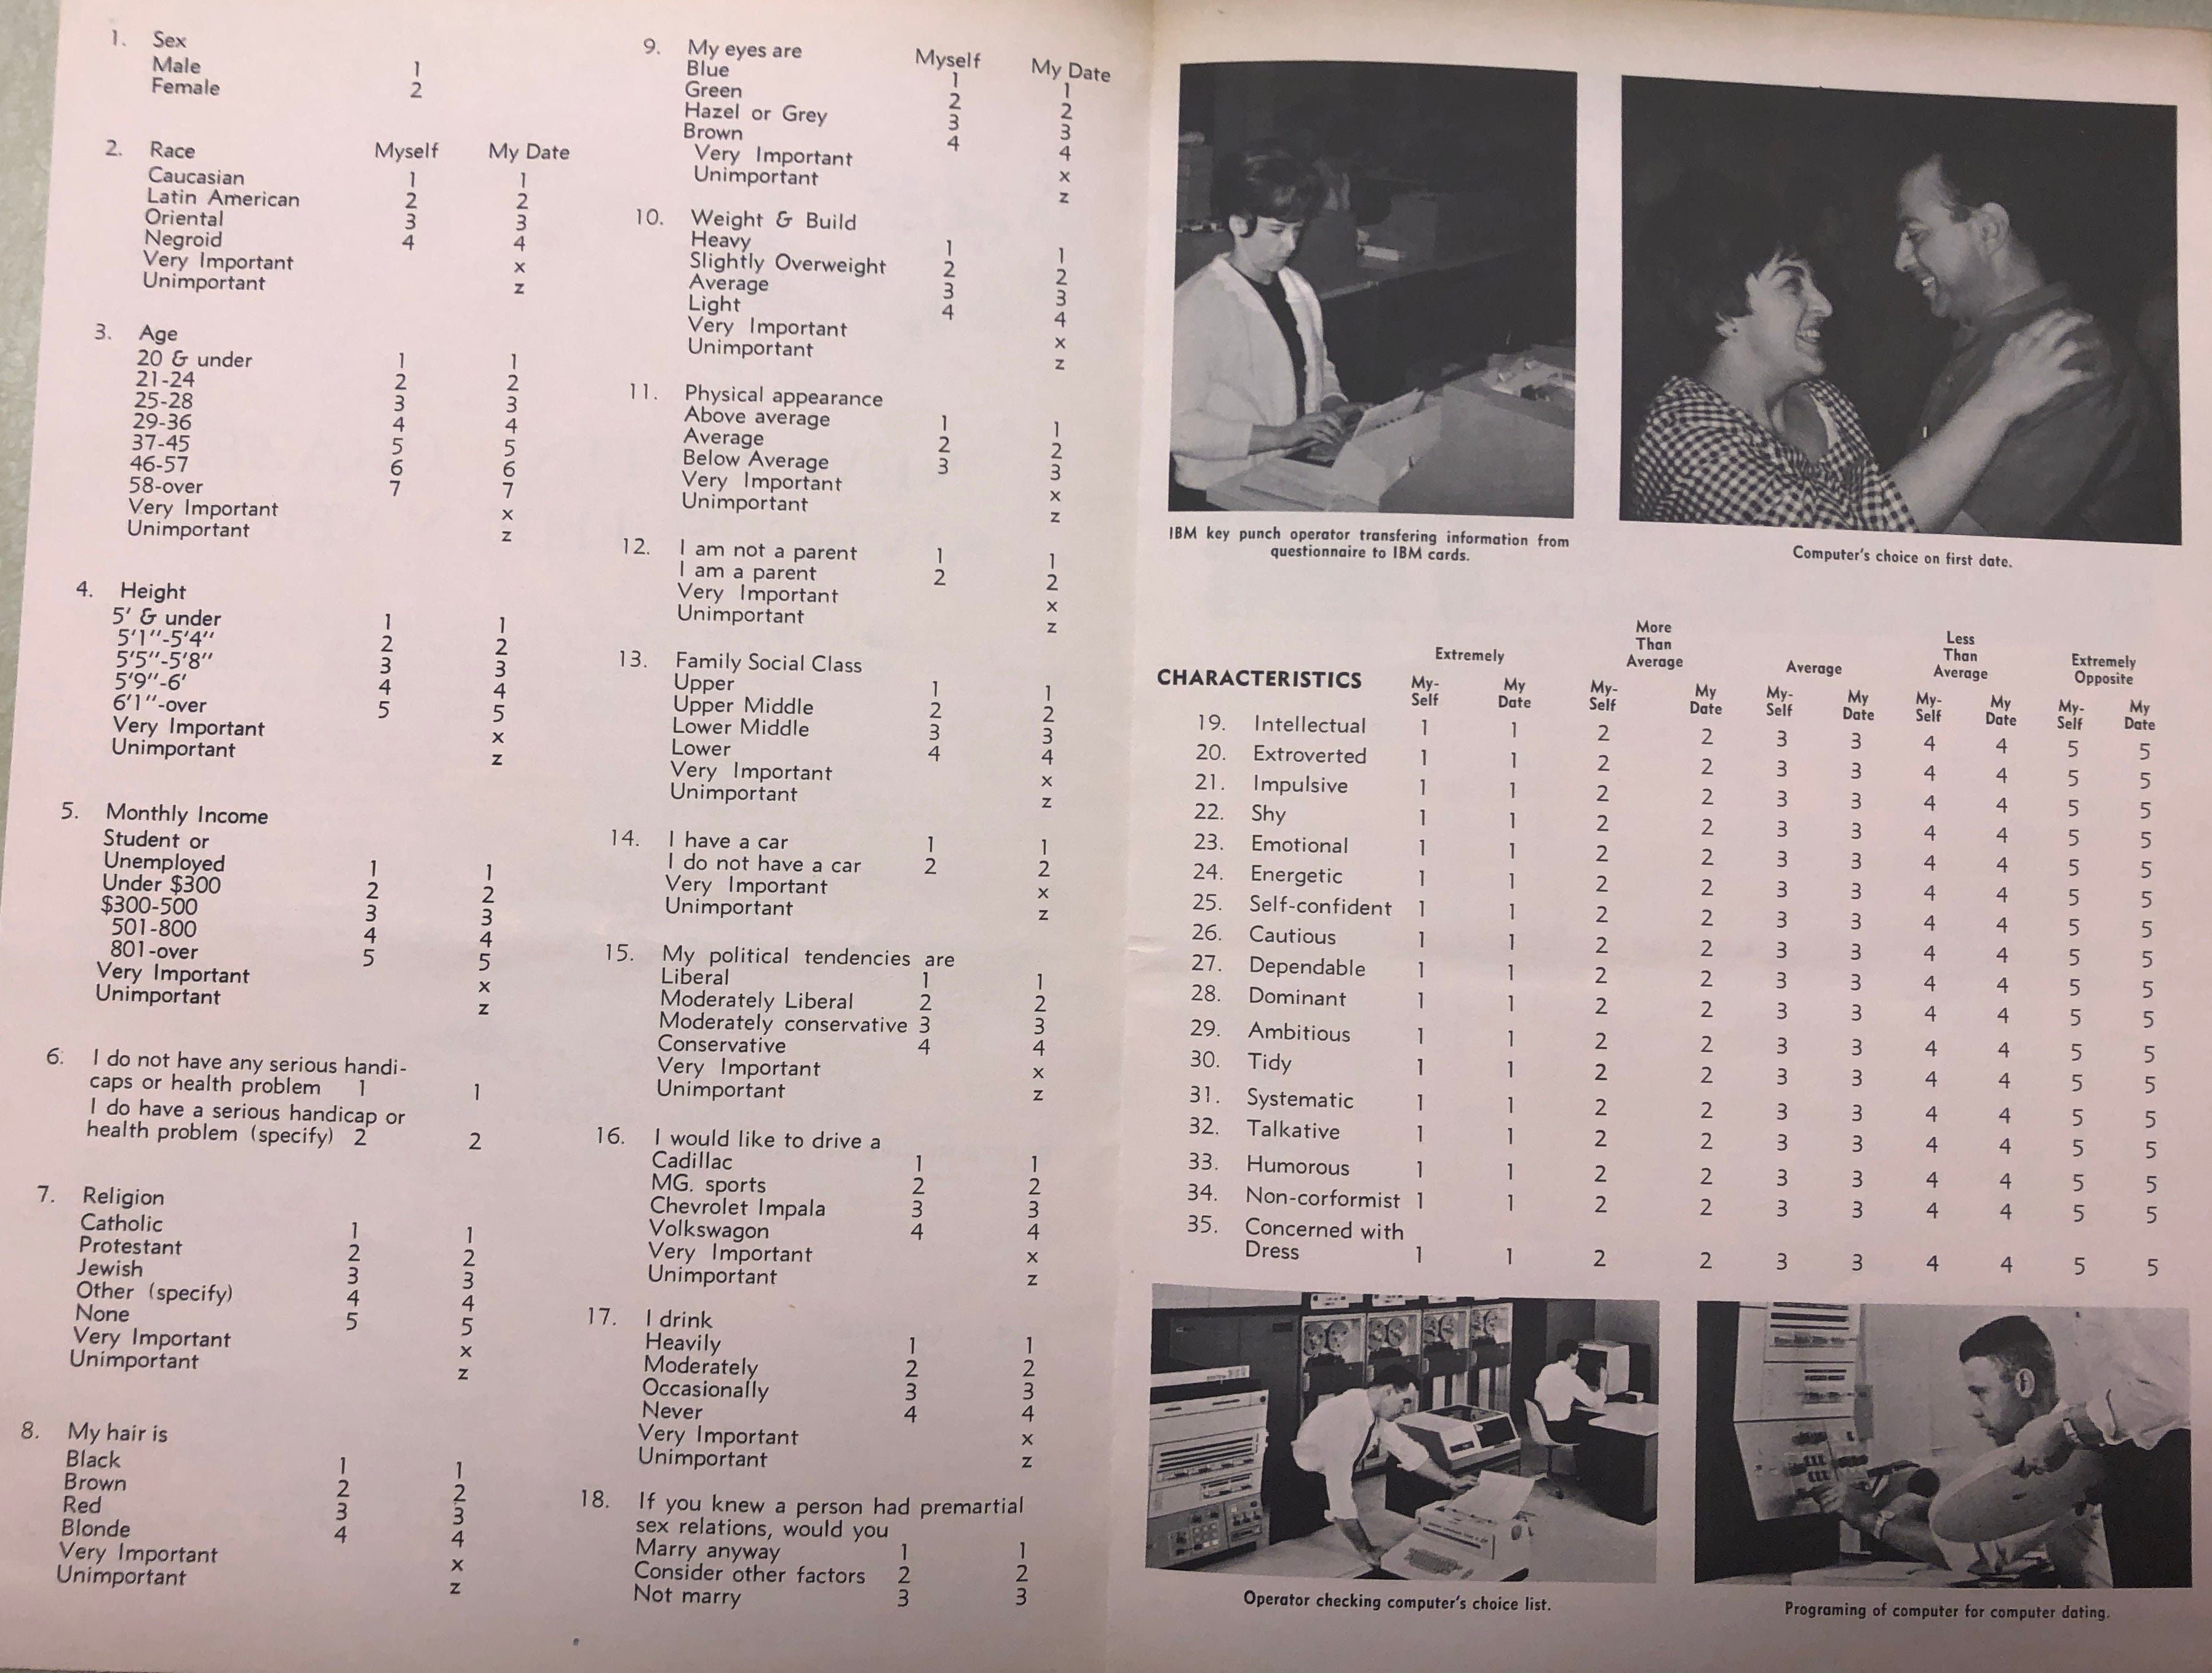 1. Sex
Male 1
Female 2
2. Race Myself My Date
Caucasian 1 1
Latin American 2 2
Oriental 3 3
Negroid 4 4
Very Important x
Unimportant z
3. Age
20 & under 1 1
21-24 2 2
25-28 3 3
29-36 4 4
37-45 5 5
46-57 6 6
58-over 7 7
Very Important x
Unimportant z
4. Height
5' & under 1 1
5'1"-5'4" 2 2
5'5"-5'8" 3 3
5'9"-6' 4 4
6'1"-over 5 5
Very Important x
Unimportant z
5. Monthly Income
Student or
Unemployed 1 1
Under $300 2 2
$300-500 3 3
501-800 4 4
801-over 5 5
Very Important x
Unimportant z
6. I do not have any serious handi-
caps or health problem 1 1
I do have a serious handicap or
health problem (specify) 2 2
7. Religion
Catholic 1 1
Protestant 2 2
Jewish 3 3
Other (specify) 4 4
None 5 5
Very Important x
Unimportant z
8. My hair is
Black 1 1
Brown 2 2
Red 3 3
Blonde 4 4
Very Important x
Unimportant z
9. My eyes are Myself My Date
Blue 1 1
Green 2 2
Hazel or Grey 3 3
Brown 4 4
Very Important x
Unimportant z
10. Weight & Build
Heavy 1 1
Slightly Overweight 2 2
Average 3 3
Light 4 4
Very Important x
Unimportant z
11. Physical appearance
Above average 1 1
Average 2 2
Below Average 3 3
Very Important x
Unimportant z
12. I am not a parent 1 1
I am a parent 2 2
Very Important x
Unimportant z
13. Family Social Class
Upper 1 1
Upper Middle 2 2
Lower Middle 3 3
Lower 4 4
Very Important x
Unimportant z
14. I have a car 1 1
I do not have a car 2 2
Very Important x
Unimportant z
15. My political tendencies are
Liberal 1 1
Moderately Liberal 2 2
Moderately conservative 3 3
Conservative 4 4
Very Important x
Unimportant z
16. I would like to drive a
Cadillac 1 1
MG. sports 2 2
Chevrolet Impala 3 3
Volkswagon 4 4
Very Important x
Unimportant z
17. I drink
Heavily 1 1
Moderately 2 2
Occasionally 3 3
Never 4 4
Very Important x
Unimportant z
18. If you knew a person had premartial
sex relations, would you
Marry anyway 1 1
Consider other factors 2 2
Not marry 3 3
IBM key punch operator transfering information from
questionnaire to IBM cards.
Computer's choice on first date.
CHARACTERISTICS
Extremely
More
Than
Average
Average
Less
Than
Average
Extremely
Opposite
My- My My- My My- My My- My My- My
Self Date Self Date Self Date Self Date Self Date
19. Intellectual 1 1 2 2 3 3 4 4 5 5
20. Extroverted 1 1 2 2 3 3 4 4 5 5
21. Impulsive 1 1 2 2 3 3 4 4 5 5
22. Shy 1 1 2 2 3 3 4 4 5 5
23. Emotional 1 1 2 2 3 3 4 4 5 5
24. Energetic 1 1 2 2 3 3 4 4 5 5
25. Self-confident 1 1 2 2 3 3 4 4 5 5
26. Cautious 1 1 2 2 3 3 4 4 5 5
27. Dependable 1 1 2 2 3 3 4 4 5 5
28. Dominant 1 1 2 2 3 3 4 4 5 5
29. Ambitious 1 1 2 2 3 3 4 4 5 5
30. Tidy 1 1 2 2 3 3 4 4 5 5
31. Systematic 1 1 2 2 3 3 4 4 5 5
32. Talkative 1 1 2 2 3 3 4 4 5 5
33. Humorous 1 1 2 2 3 3 4 4 5 5
34. Non-corformist 1 1 2 2 3 3 4 4 5 5
35. Concerned with
Dress 1 1 2 2 3 3 4 4 5 5
Operator checking computer's choice list.
Programing of computer for computer dating.